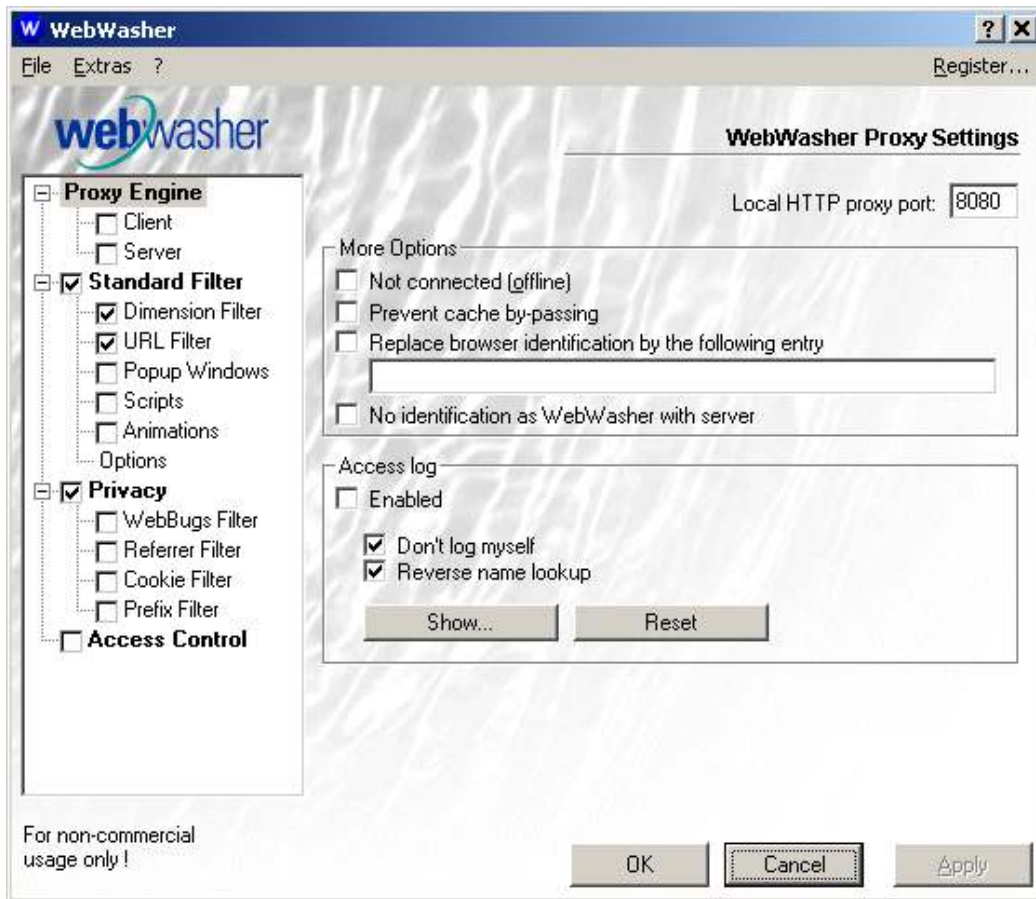 W WebWasher ?
File Extras ? Register...
webwasher
WebWasher Proxy Settings
Proxy Engine
Client
Server
Standard Filter
Dimension Filter
URL Filter
Popup Windows
Scripts
Animations
Options
Privacy
WebBugs Filter
Referrer Filter
Cookie Filter
Prefix Filter
Access Control
Local HTTP proxy port: 8080
More Options
Not connected (offline)
Prevent cache by-passing
Replace browser identification by the following entry
No identification as WebWasher with server
Access log
Enabled
Don't log myself
Reverse name lookup
Show... Reset
For non-commercial
usage only !
OK Cancel Apply